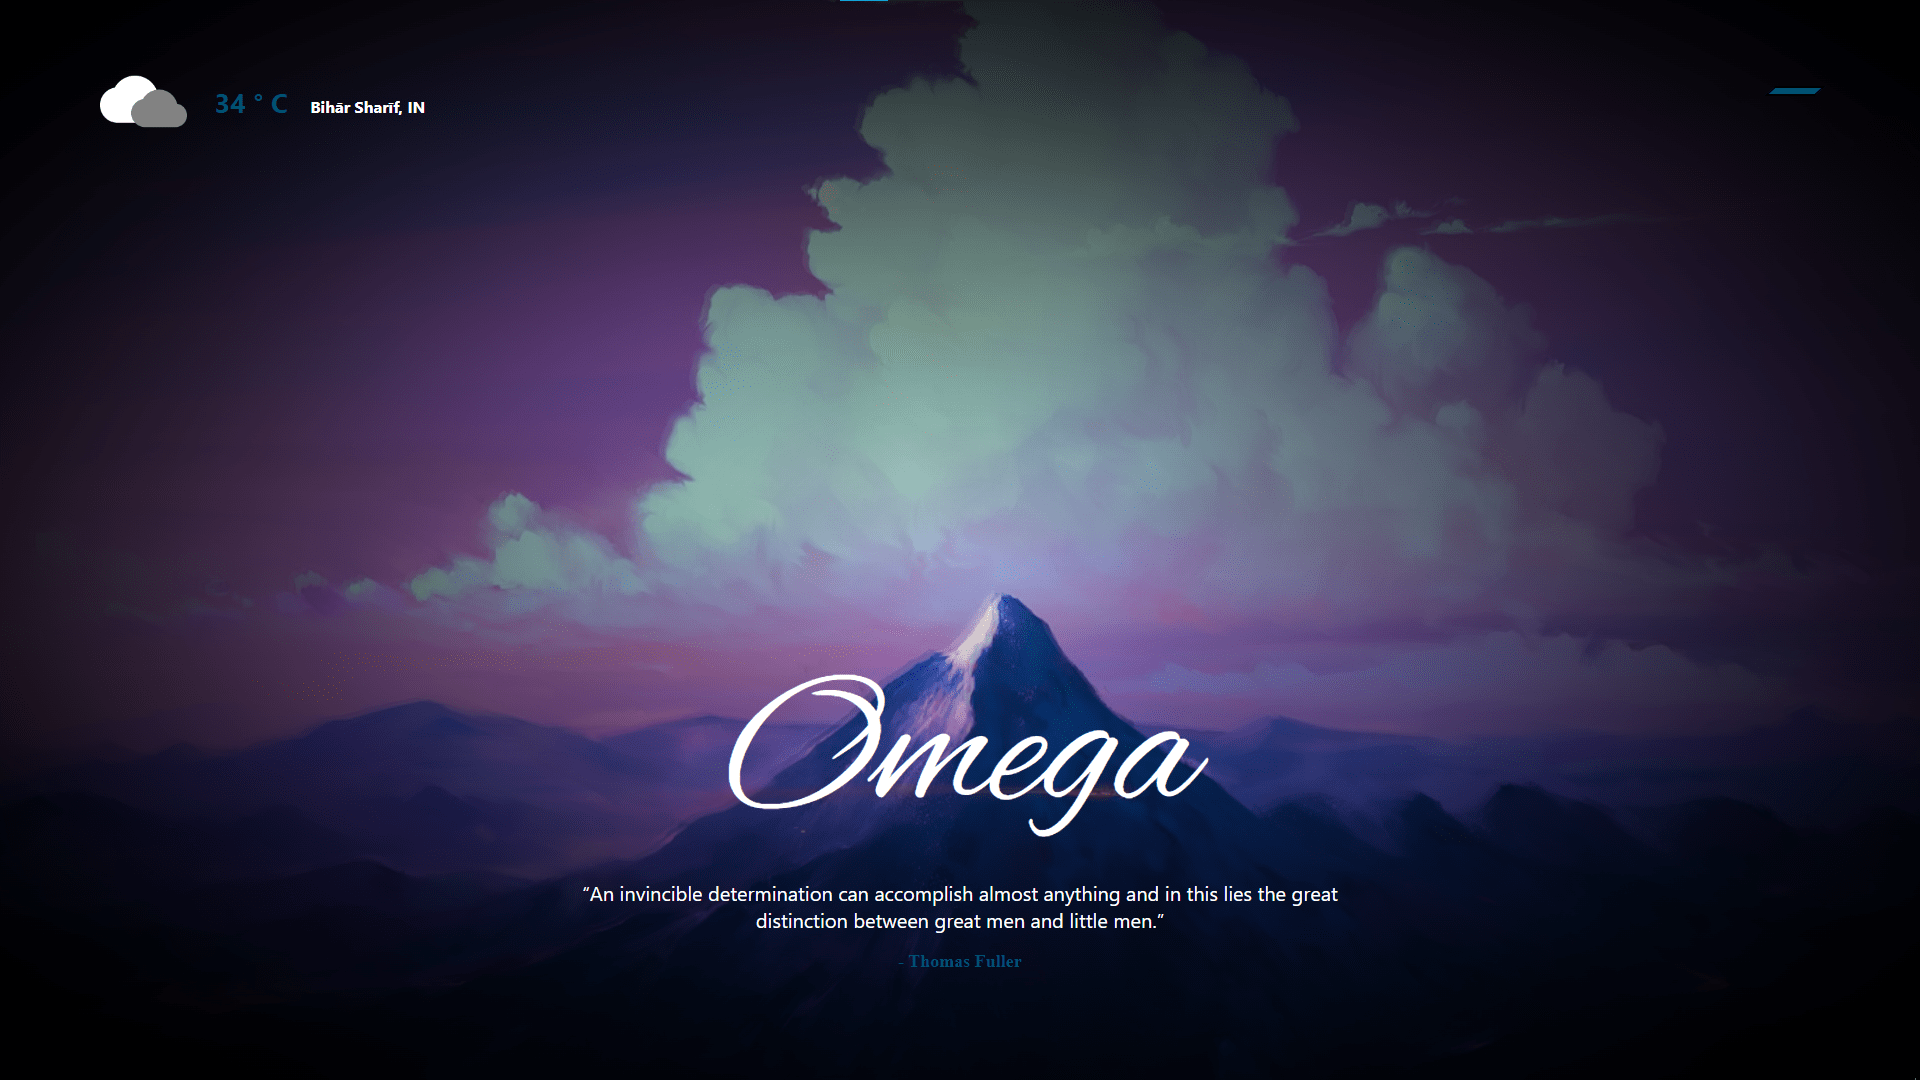 34 ° C
Bihār Sharīf, IN
Omega
“An invincible determination can accomplish almost anything and in this lies the great
distinction between great men and little men.”
- Thomas Fuller